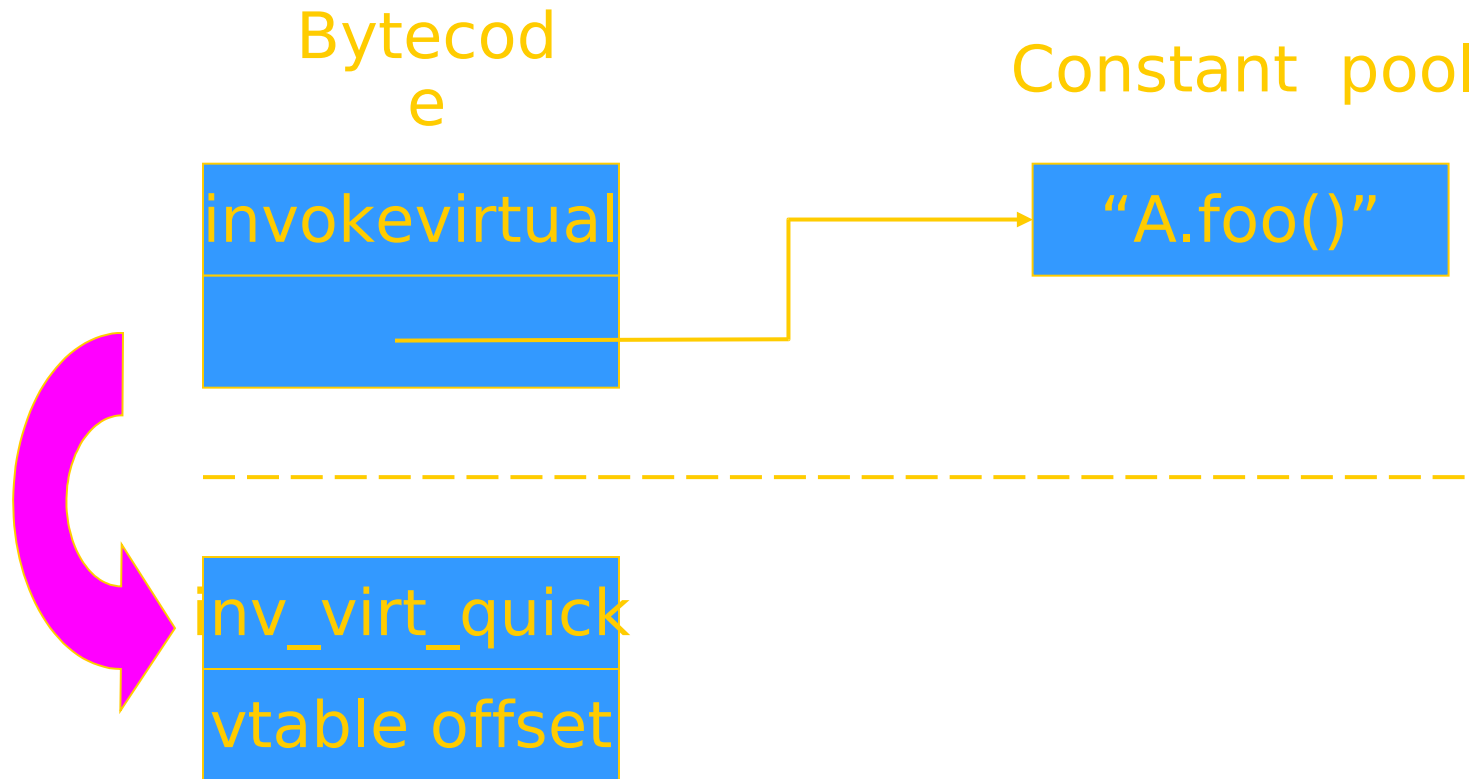 Bytecod
e
Constant pool
invokevirtual
“A.foo()”
inv_virt_quick
vtable offset